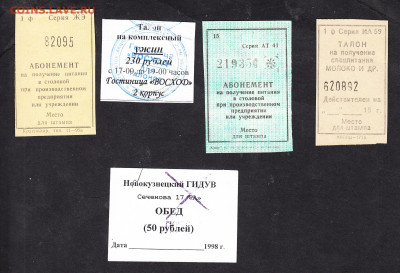 COINS.LAVE.RU
1 ф Серия ЖЭ
82095
АБОНЕМЕНТ
на получение питания
в столовой
при производственном
предприятии
или учреждении
Место
для штампа
на комплексный
ужин
230 рублей
с 17-00 до 19-00 часов
Гостиница «ВОСХОД»
2 корпус
18
Серия АТ 41
219350 *
АБОНЕМЕНТ
на получение питания
в столовой
при производственном
предприятии
или учреждении
Место
для штампа
1 ф Серия
59
ТАЛОН
на получение
спецпитания
МОЛОКО И ДР.
620892
Действителен на
19 г.
Место
для штампа
Новокузнецкий ГИДУВ
Сеченова 17 «А»
ОБЕД
(50 рублей)
Дата 1998 г.